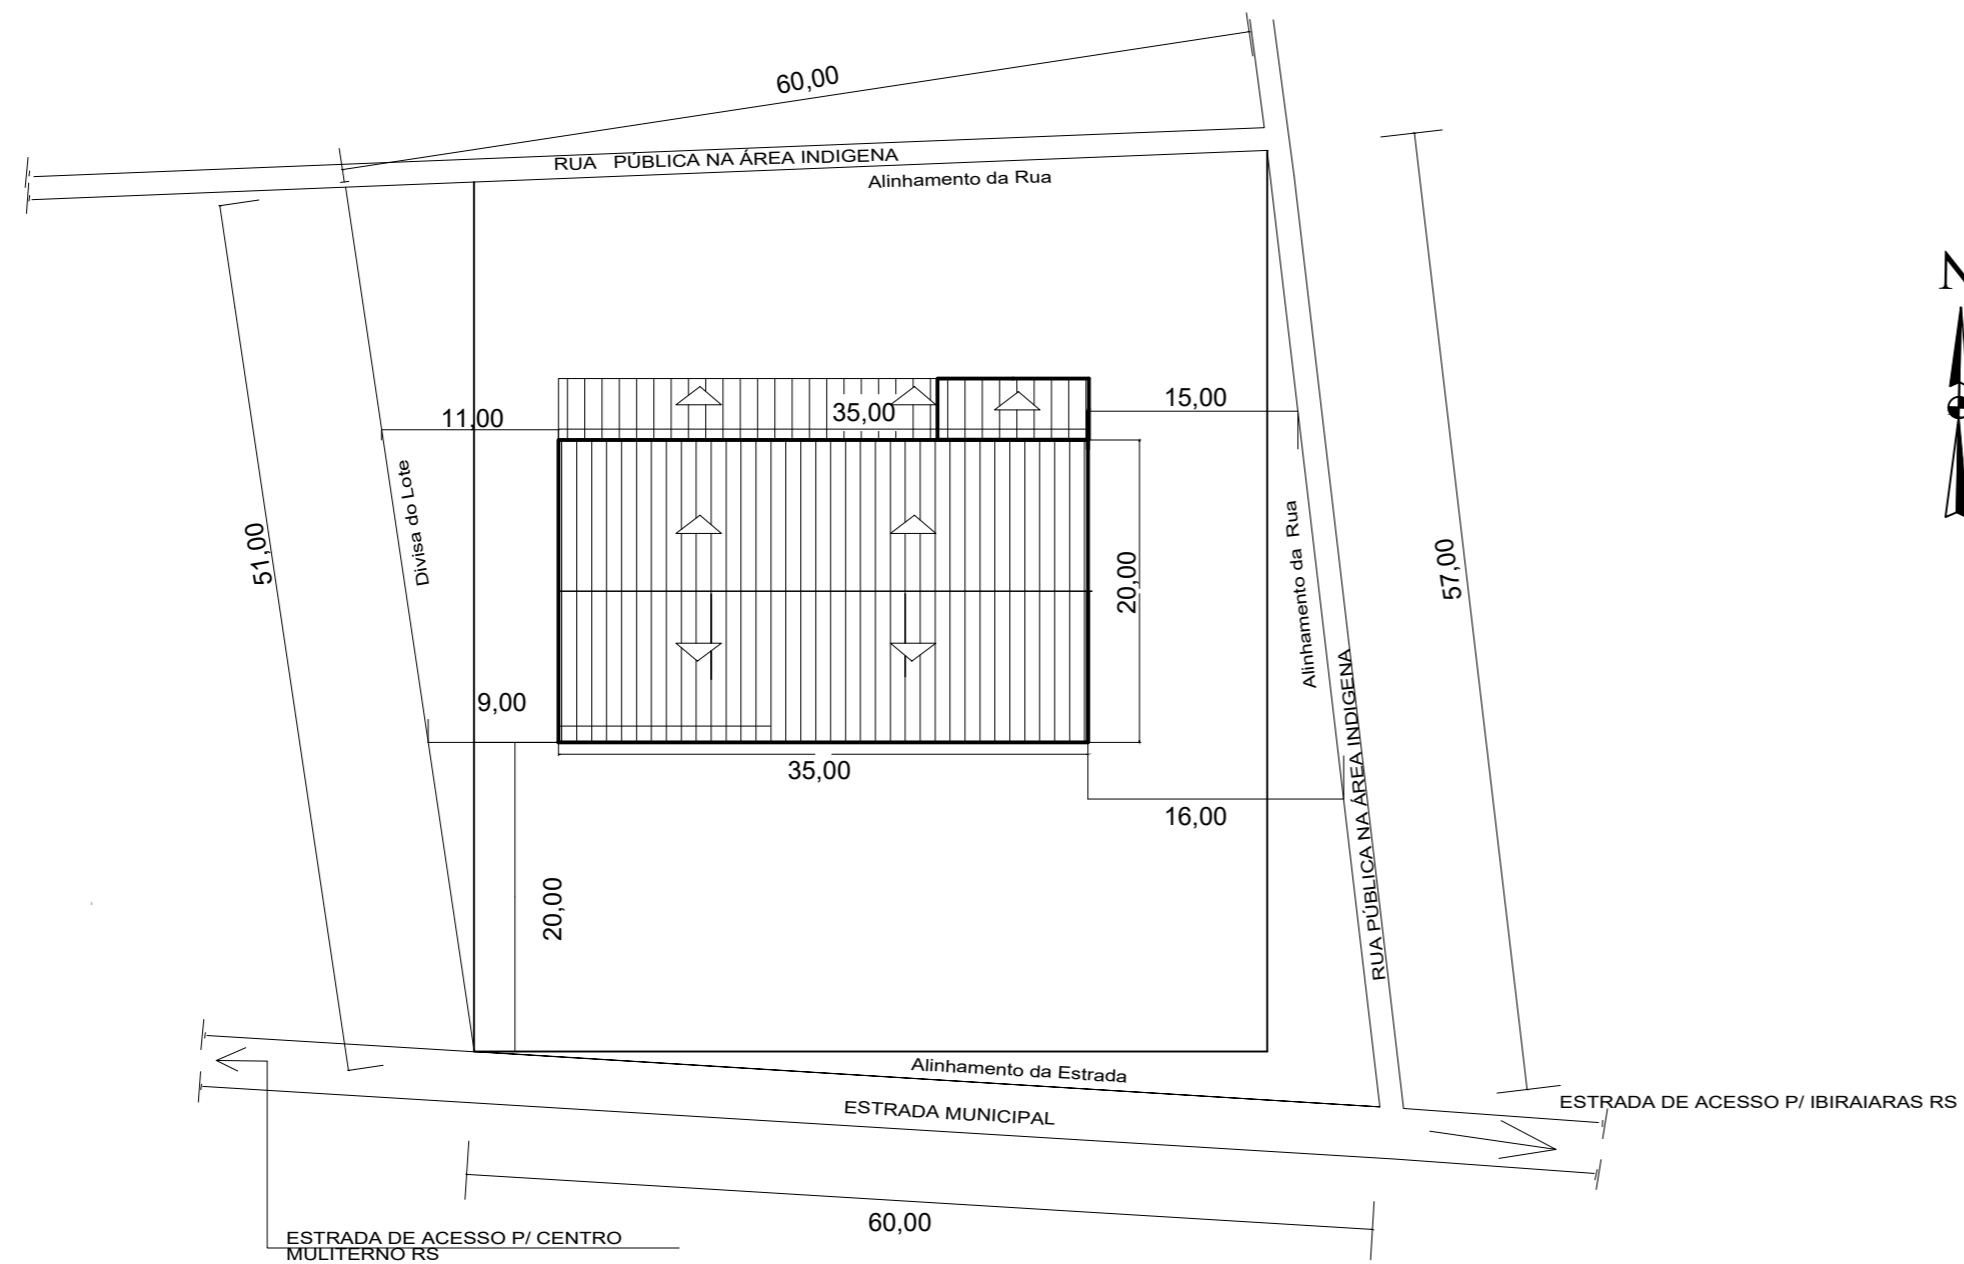 60,00
RUA PÚBLICA NA ÁREA INDIGENA
Alinhamento da Rua
N
11,00
35,00
15,00
Divisa do Lote
51,00
20,00
Alinhamento da Rua
57,00
9,00
35,00
16,00
RUA PÚBLICA NA ÁREA INDIGENA
20,00
Alinhamento da Estrada
ESTRADA MUNICIPAL
ESTRADA DE ACESSO P/ IBIRAIARAS RS
60,00
ESTRADA DE ACESSO P/ CENTRO
MULITERNO RS